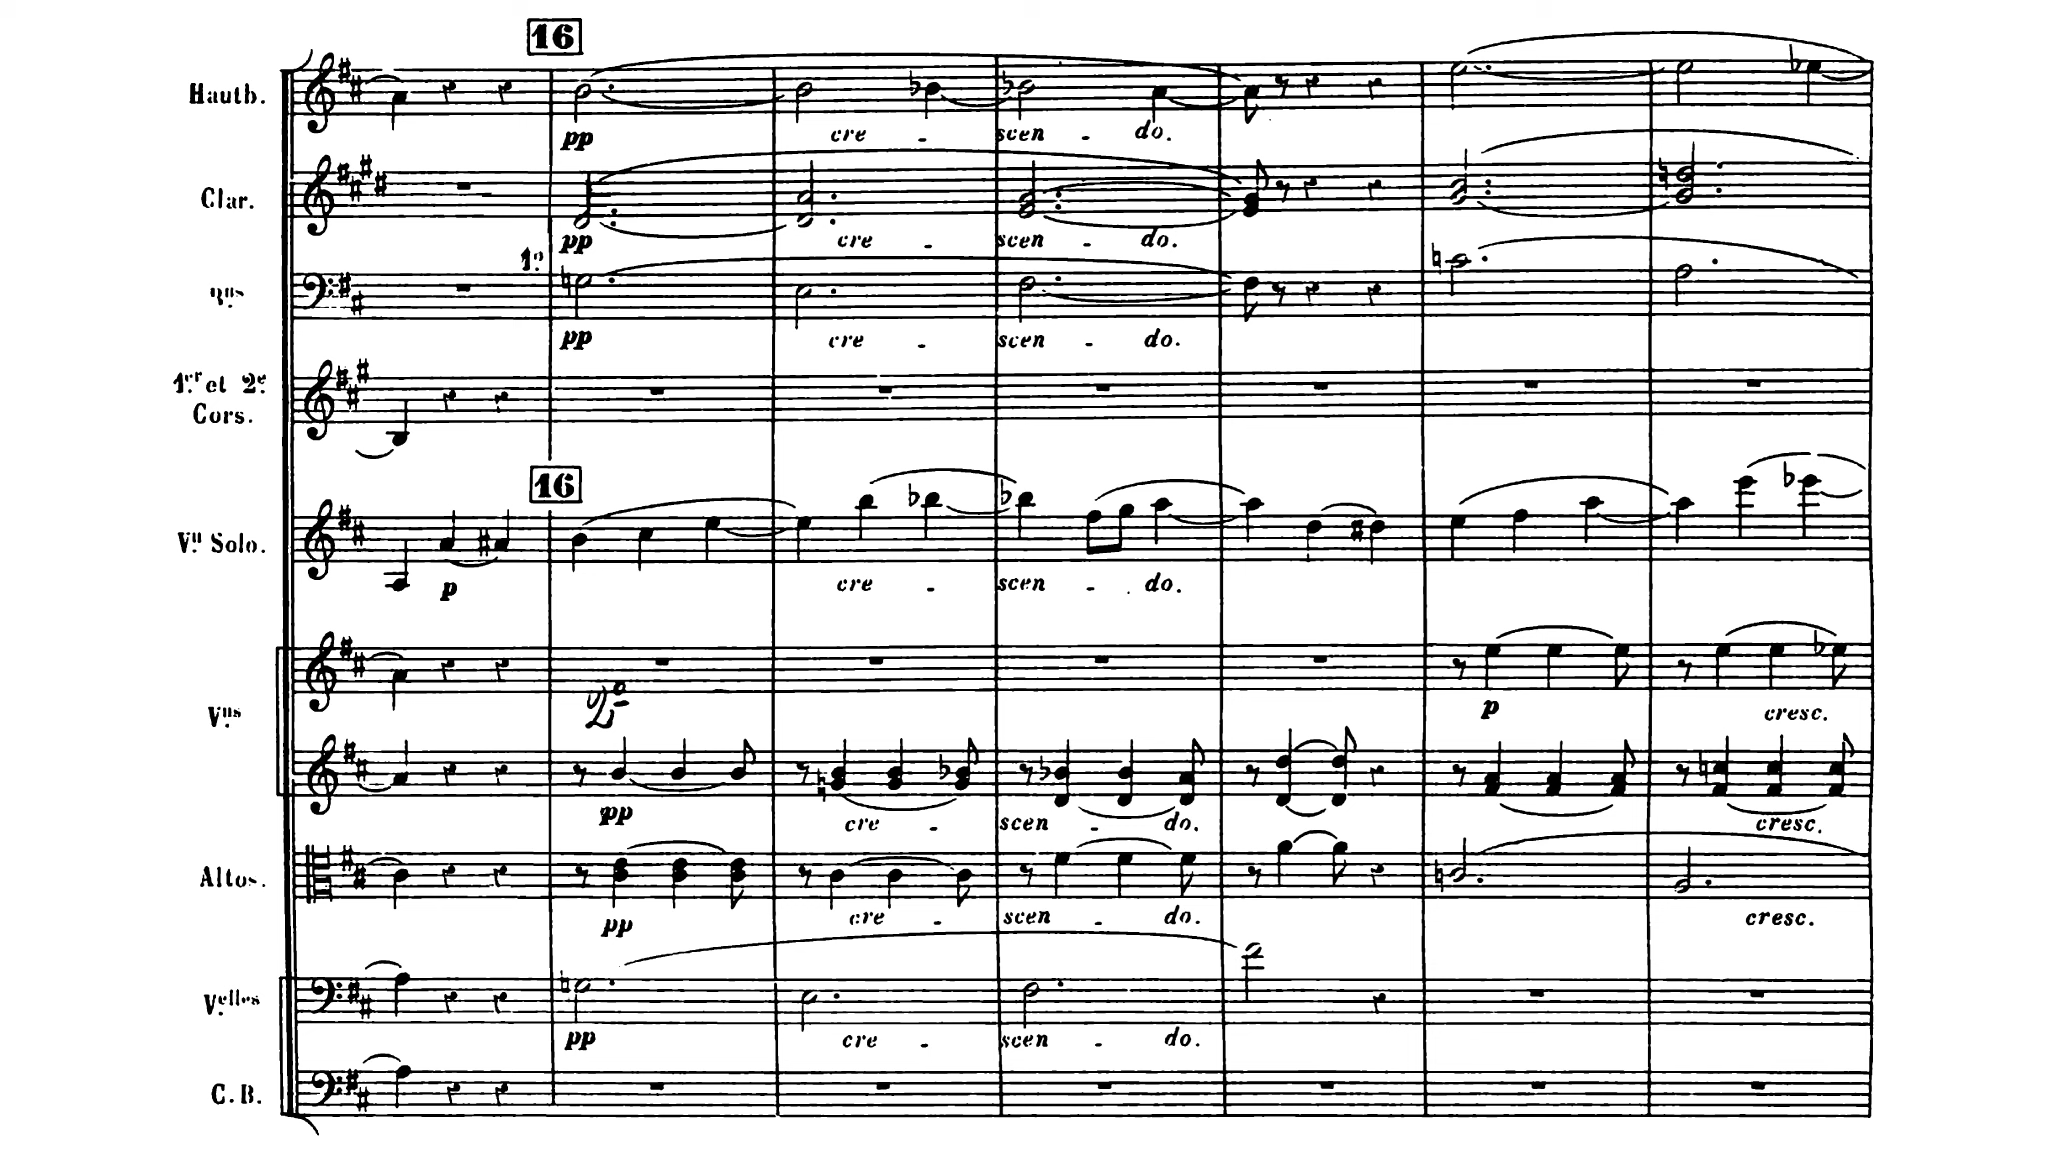 16
Hautb.
pp cre - scen - do.
Clar.
pp cre - scen - do.
1º
pp cre - scen - do.
1er et 2e
Cors.
16
Vn Solo.
p cre - scen - do.
Vns
p cresc.
2º
pp cre - scen - do. cresc.
Altos.
pp cre - scen - do. cresc.
Velles
pp cre - scen - do.
C.B.